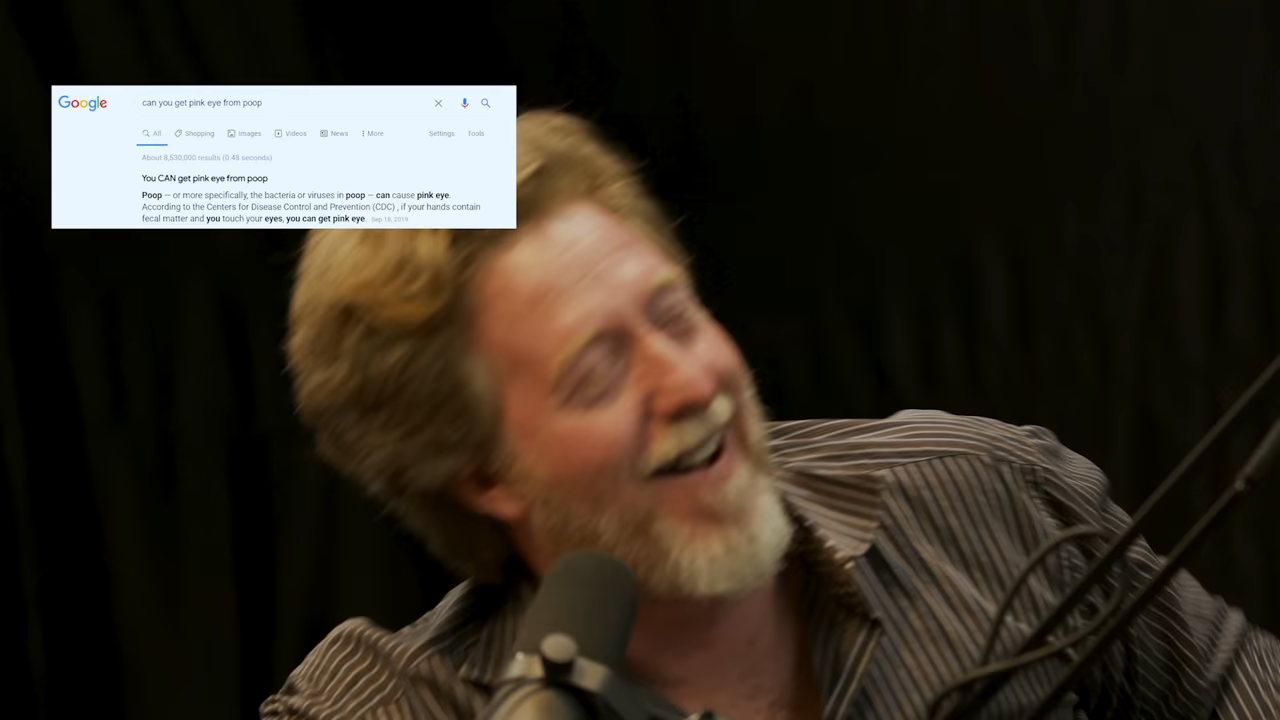 Google can you get pink eye from poop
All Shopping Images Videos News More Settings Tools
About 8,530,000 results (0.48 seconds)
You CAN get pink eye from poop
Poop — or more specifically, the bacteria or viruses in poop — can cause pink eye.
According to the Centers for Disease Control and Prevention (CDC) , if your hands contain
fecal matter and you touch your eyes, you can get pink eye. Sep 18, 2019